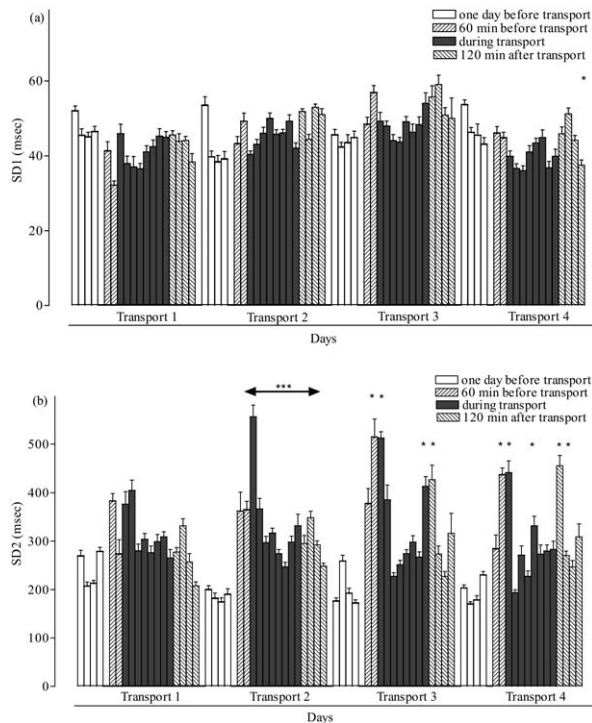 (a)
one day before transport
60 min before transport
during transport
120 min after transport
*
60
40
20
0
SD1 (msec)
Transport 1 Transport 2 Transport 3 Transport 4
Days
(b)
one day before transport
60 min before transport
during transport
120 min after transport
***
* *
* *
* *
*
* *
500
400
300
200
100
0
SD2 (msec)
Transport 1 Transport 2 Transport 3 Transport 4
Days